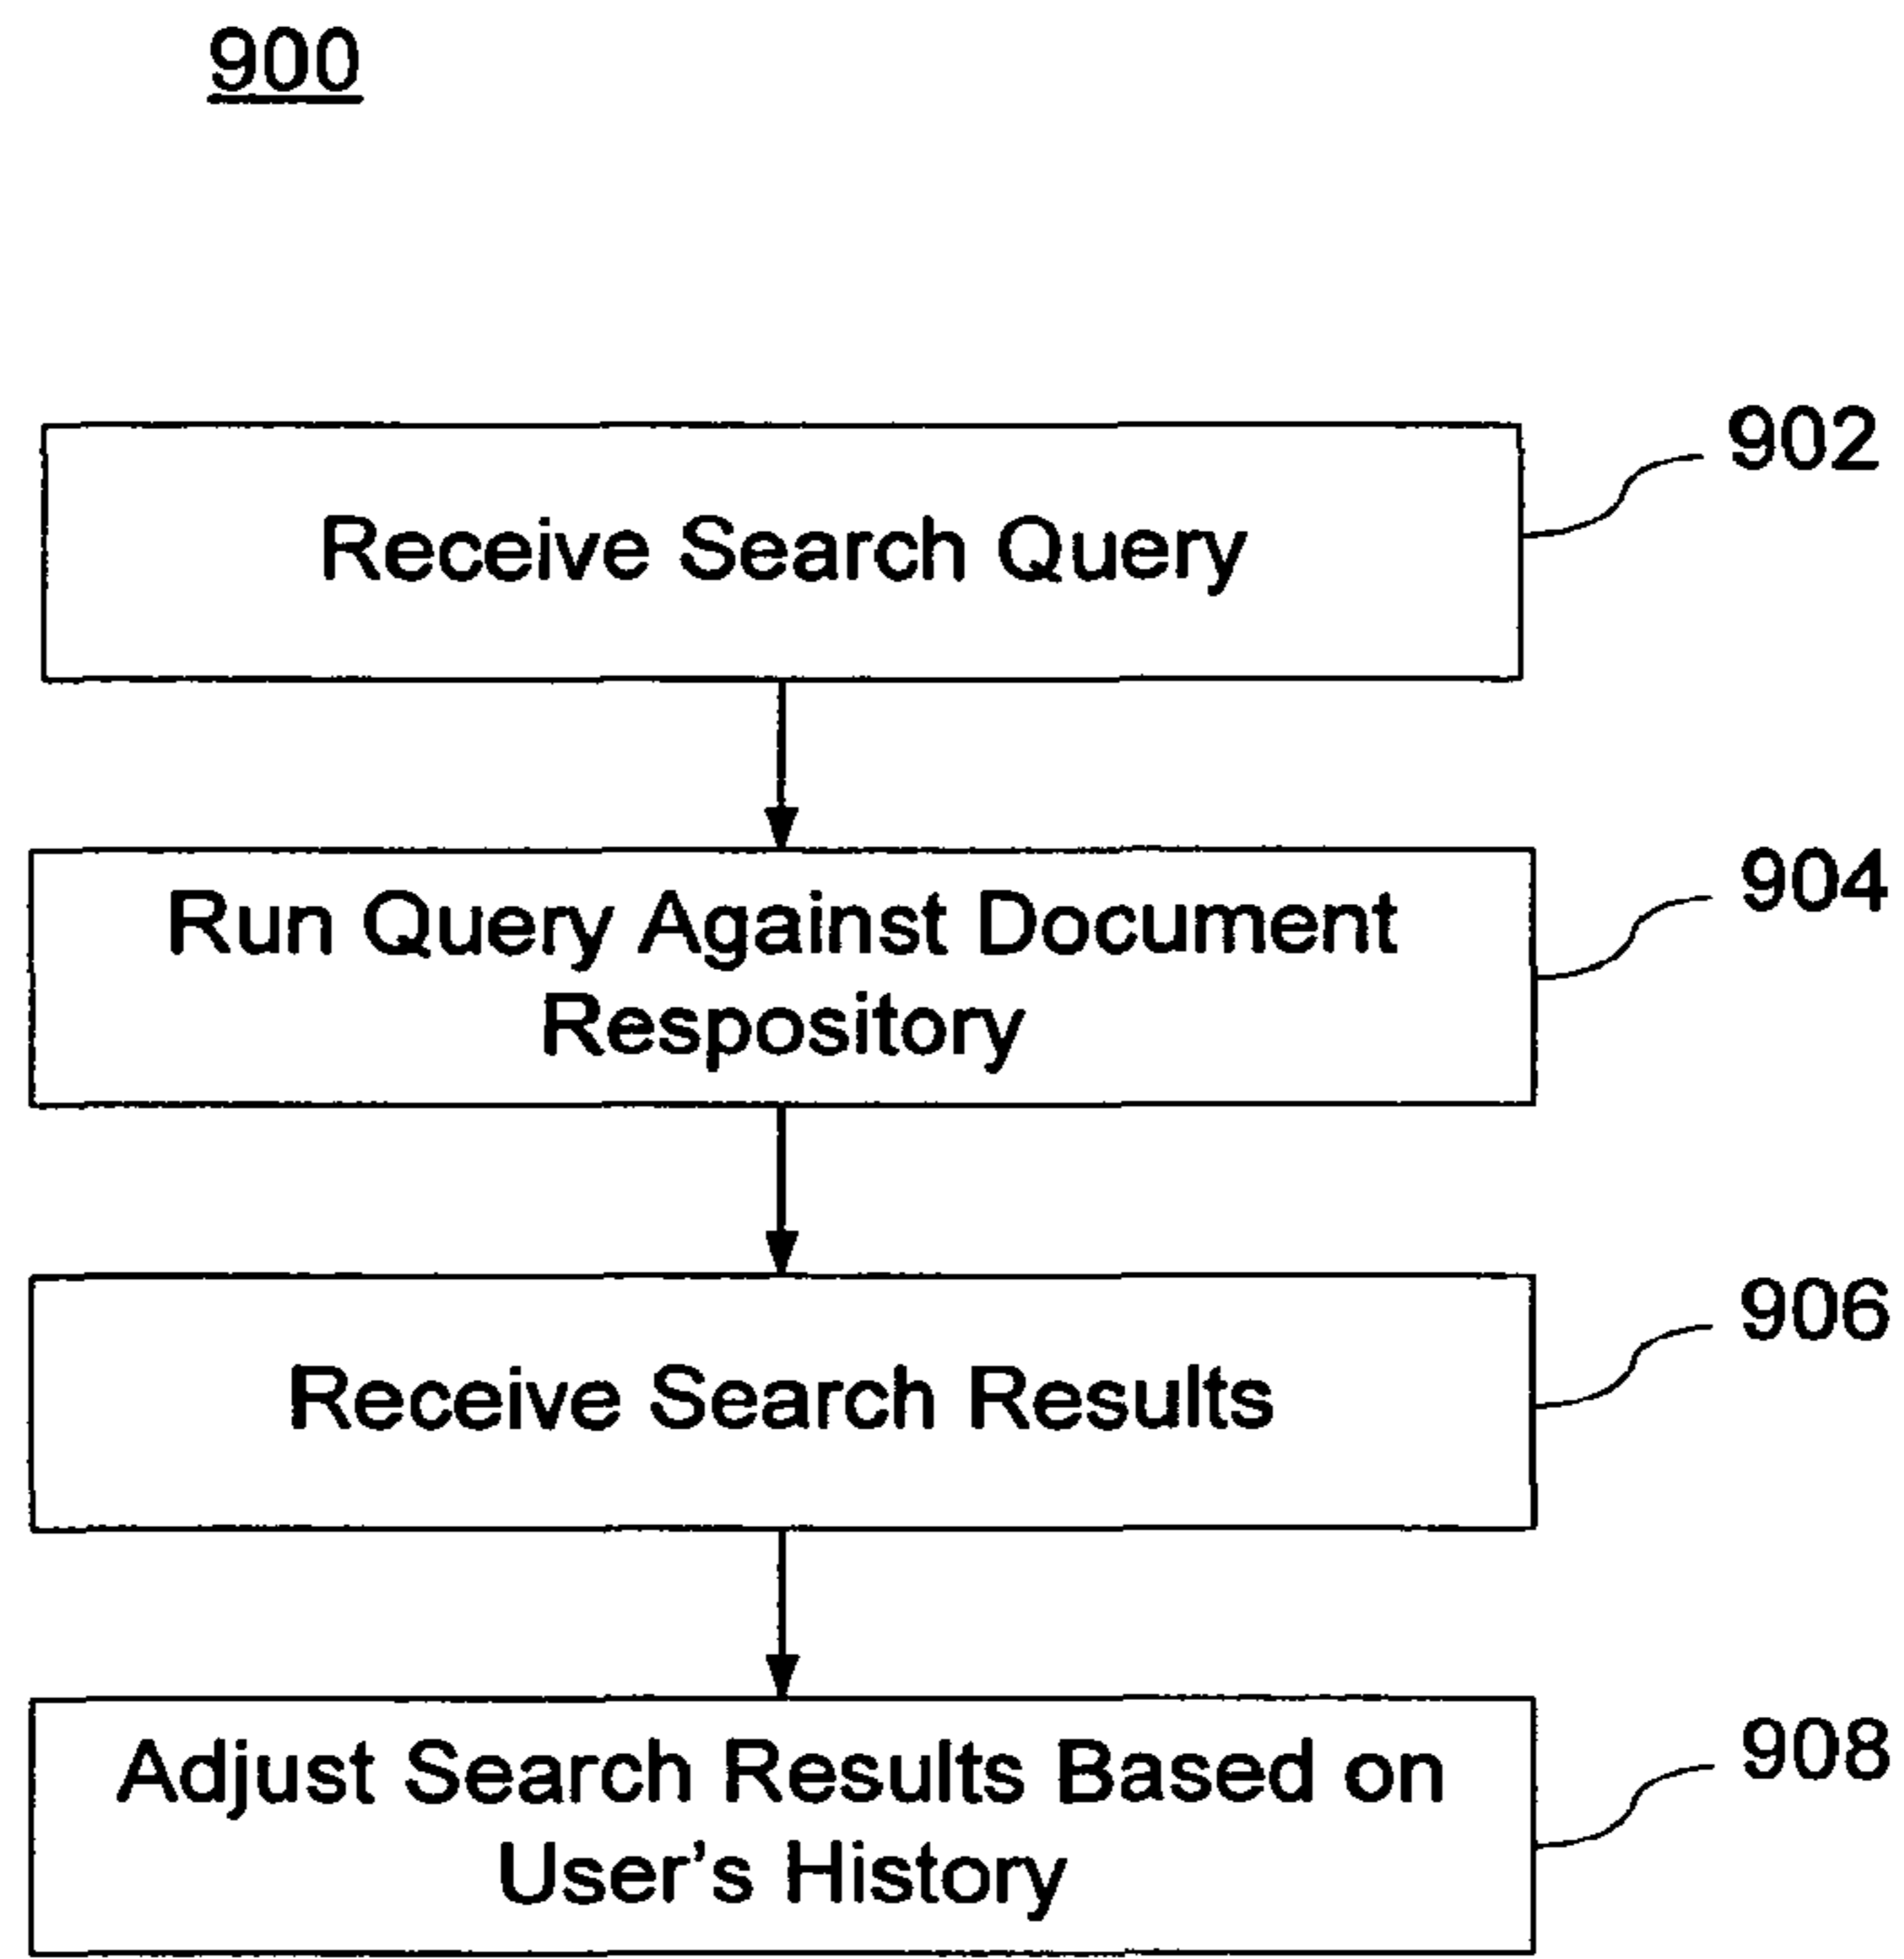 900
902
Receive Search Query
904
Run Query Against Document
Respository
906
Receive Search Results
908
Adjust Search Results Based on
User's History